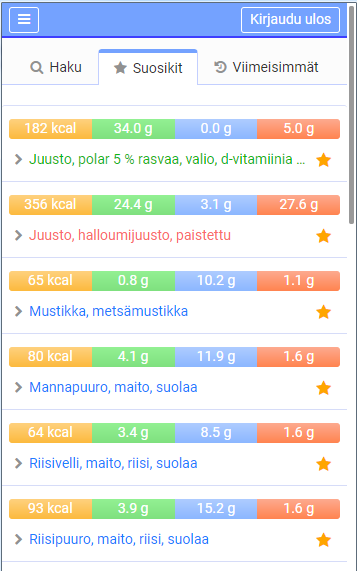 Kirjaudu ulos
Haku Suosikit Viimeisimmät
182 kcal 34.0 g 0.0 g 5.0 g
Juusto, polar 5 % rasvaa, valio, d-vitamiinia ...
356 kcal 24.4 g 3.1 g 27.6 g
Juusto, halloumijuusto, paistettu
65 kcal 0.8 g 10.2 g 1.1 g
Mustikka, metsämustikka
80 kcal 4.1 g 11.9 g 1.6 g
Mannapuuro, maito, suolaa
64 kcal 3.4 g 8.5 g 1.6 g
Riisivelli, maito, riisi, suolaa
93 kcal 3.9 g 15.2 g 1.6 g
Riisipuuro, maito, riisi, suolaa